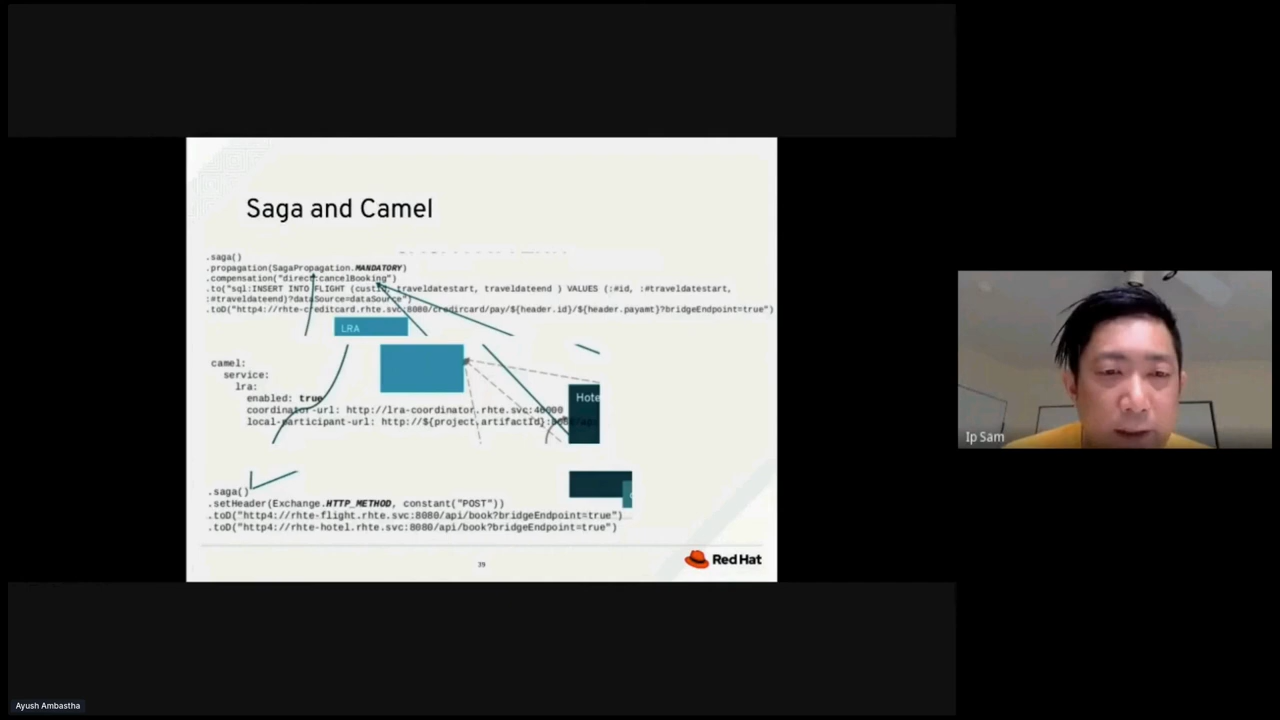 Saga and Camel
.saga()
.propagation(SagaPropagation.MANDATORY)
.compensation("direct:cancelBooking")
.to("sql:INSERT INTO FLIGHT (custid, traveldatestart, traveldateend ) VALUES (:#id, :#traveldatestart,
:#traveldateend)?dataSource=dataSource")
.toD("http4://rhte-creditcard.rhte.svc:8080/credircard/pay/${header.id}/${header.payamt}?bridgeEndpoint=true")
LRA
camel:
service:
lra:
enabled: true
coordinator-url: http://lra-coordinator.rhte.svc:46000
local-participant-url: http://${project.artifactId}
Hote
.saga()
.setHeader(Exchange.HTTP_METHOD, constant("POST"))
.toD("http4://rhte-flight.rhte.svc:8080/api/book?bridgeEndpoint=true")
.toD("http4://rhte-hotel.rhte.svc:8080/api/book?bridgeEndpoint=true")
39
Red Hat
Ip Sam
Ayush Ambastha